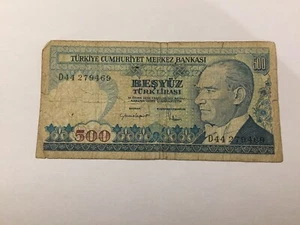 TÜRKİYE CUMHURİYET MERKEZ BANKASI
500
D44 279469
BEŞYÜZ
TÜRK LİRASI
500
D44 279469